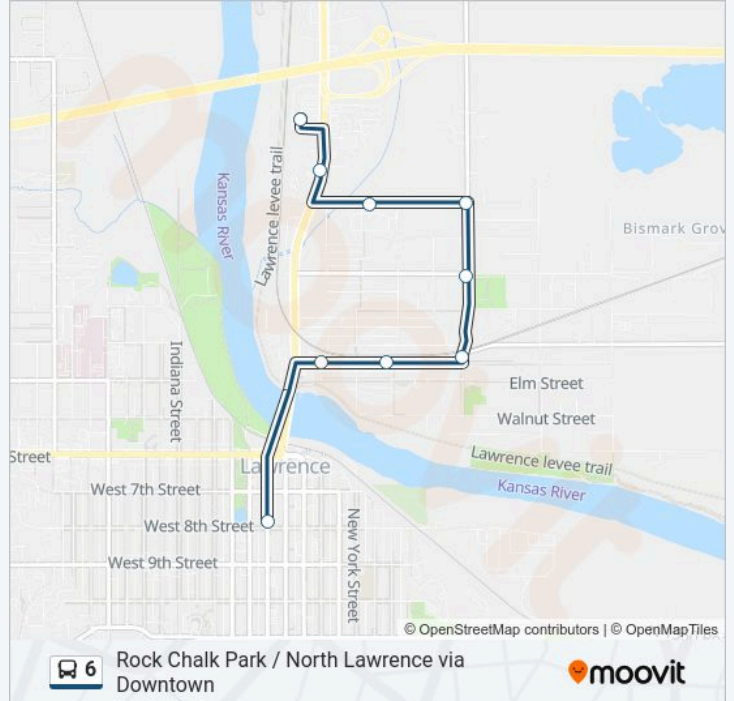 Lawrence levee trail
Kansas River
Bismark Grov
Indiana Street
Elm Street
Walnut Street
Street
Lawrence
Lawrence levee trail
West 7th Street
Kansas River
West 8th Street
New York Street
West 9th Street
© OpenStreetMap contributors | © OpenMapTiles
6
Rock Chalk Park / North Lawrence via
Downtown
moovit